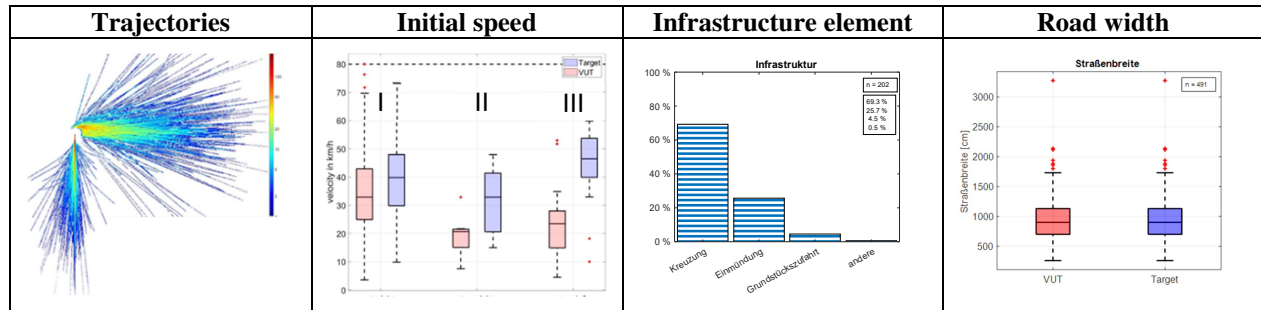 Trajectories
Initial speed
Infrastructure element
Road width
80
70
60
50
40
30
20
10
0
velocity in km/h
Target
VUT
I
II
III
Infrastruktur
100 %
80 %
60 %
40 %
20 %
0 %
n = 202
69.3 %
25.7 %
4.5 %
0.5 %
Kreuzung
Einmündung
Grundstückszufahrt
andere
Straßenbreite
n = 491
3000
2500
2000
1500
1000
500
Straßenbreite [cm]
VUT
Target